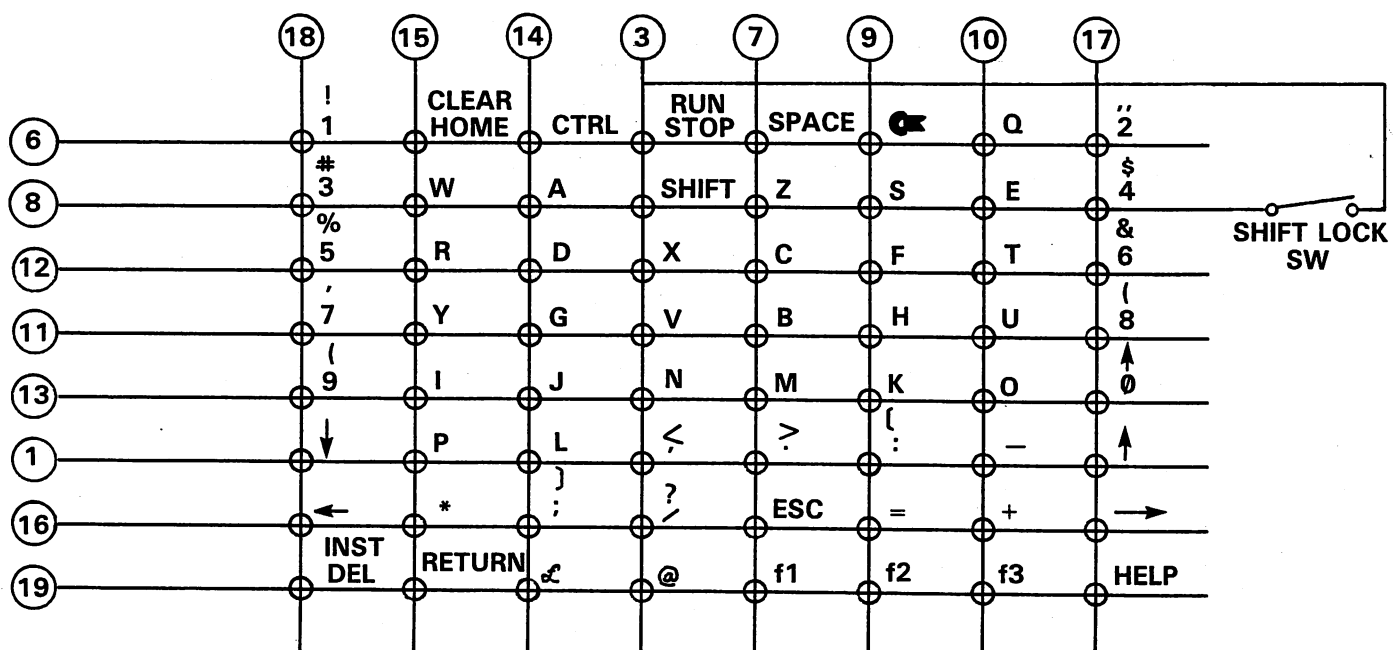 18 15 14 3 7 9 10 17
! CLEAR RUN ,,
6 1 HOME CTRL STOP SPACE Q 2
# $
8 3 W A SHIFT Z S E 4
% &
SHIFT LOCK
SW
12 5 R D X C F T 6
' (
11 7 Y G V B H U 8
( ↑
13 9 I J N M K O Ø
< > [
1 ↓ P L , . : — ↑
] ?
16 ← * ; / ESC = + →
INST
19 DEL RETURN £ @ f1 f2 f3 HELP